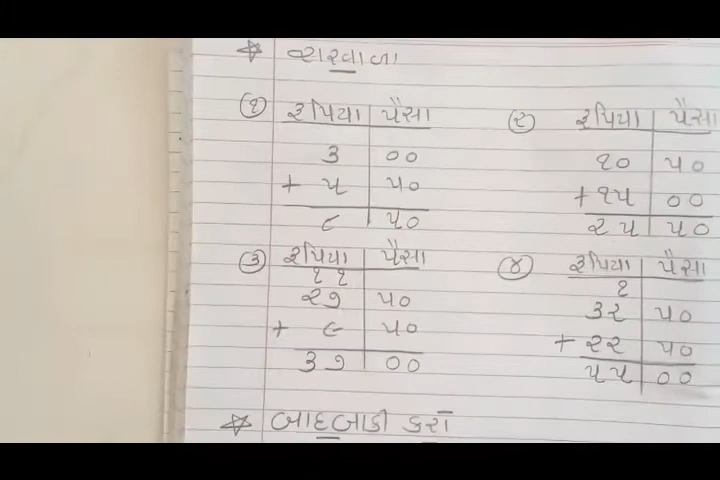 ☆ સરવાળા
૧ રૂપિયા પૈસા
૩ ૦૦
+ ૫ ૫૦
૮ ૫૦
૨ રૂપિયા પૈસા
૧૦ ૫૦
+૧૫ ૦૦
૨૫ ૫૦
૩ રૂપિયા પૈસા
૧ ૧
૨૭ ૫૦
+ ૯ ૫૦
૩૭ ૦૦
૪ રૂપિયા પૈસા
૧
૩૨ ૫૦
+ ૨૨ ૫૦
૫૫ ૦૦
☆ બાદબાકી કરો